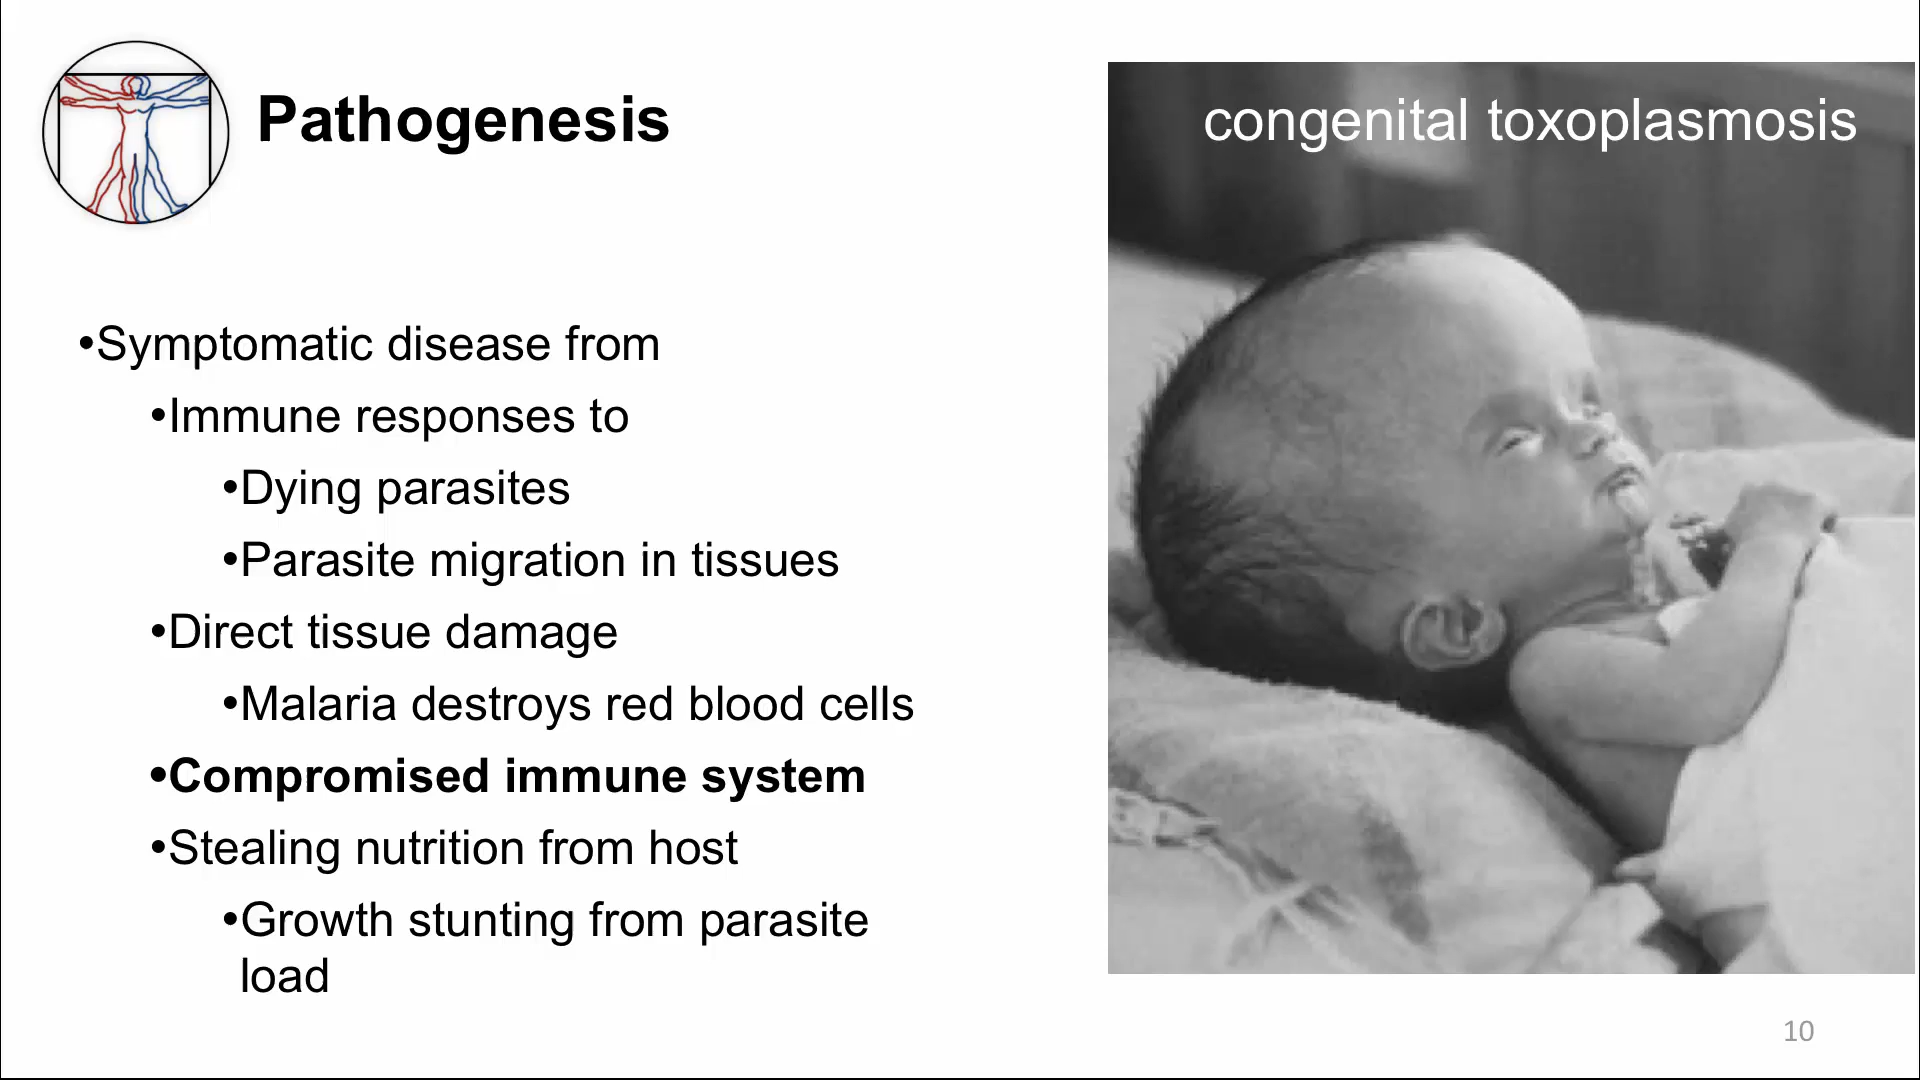 Pathogenesis
congenital toxoplasmosis
•Symptomatic disease from
•Immune responses to
•Dying parasites
•Parasite migration in tissues
•Direct tissue damage
•Malaria destroys red blood cells
•Compromised immune system
•Stealing nutrition from host
•Growth stunting from parasite
load
10